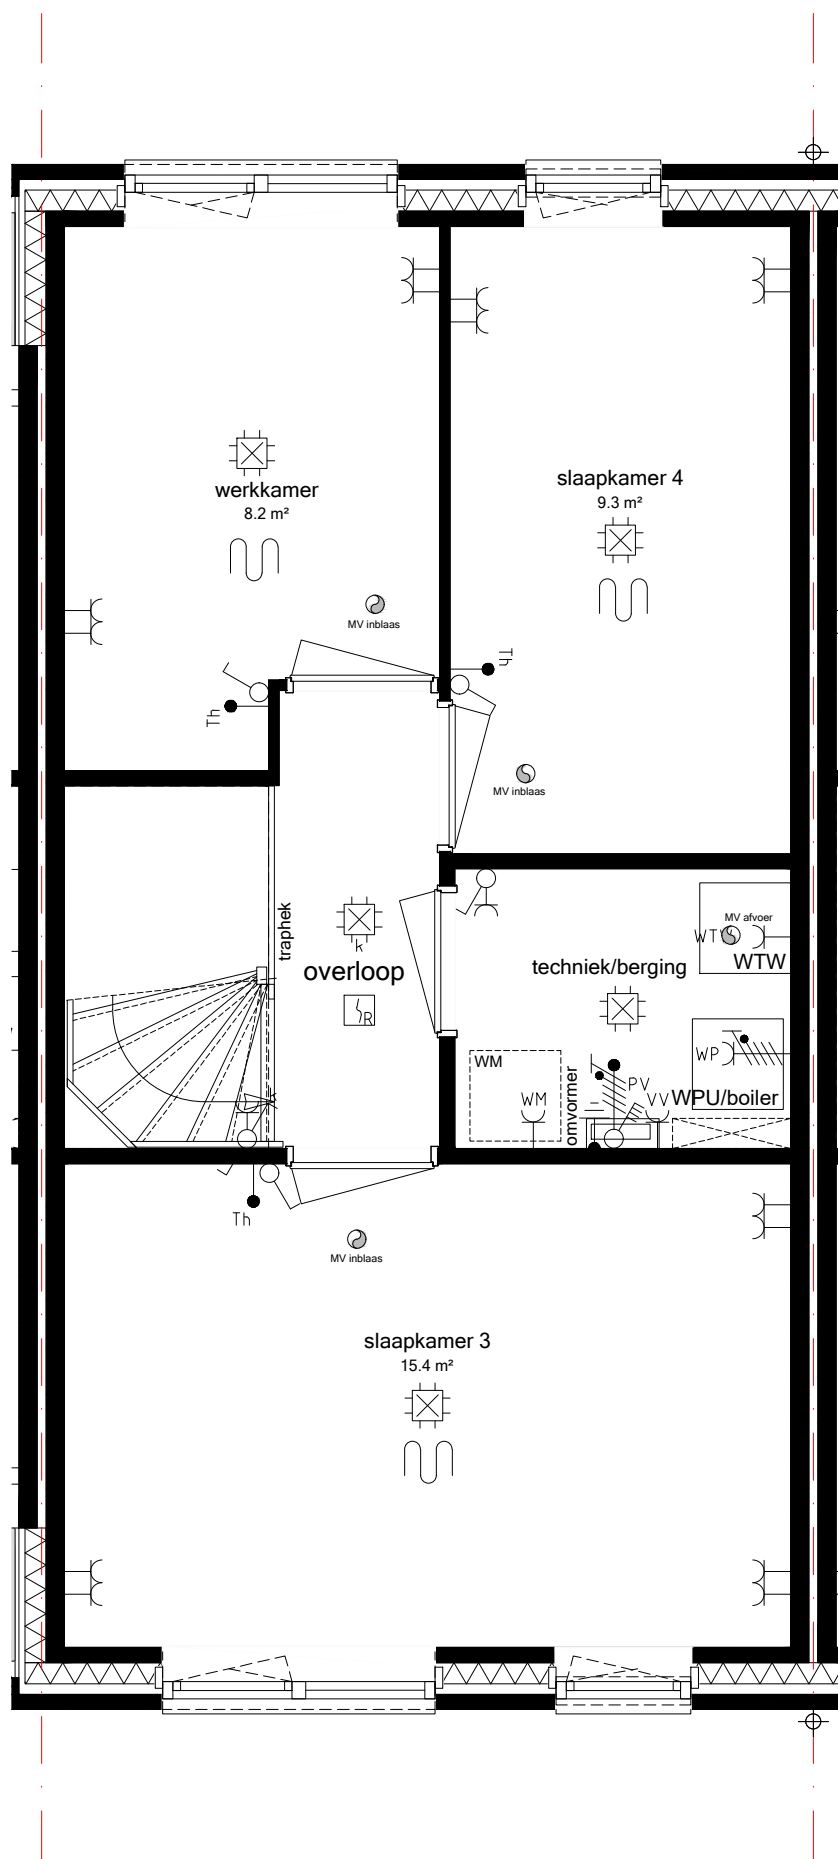 werkkamer
8.2 m²
slaapkamer 4
9.3 m²
MV inblaas
Th
Th
MV inblaas
traphek
k
overloop
R
MV afvoer
WTW
WTW
techniek/berging
WM
WM
omvormer
PV
VV
WP
WPU/boiler
k
Th
MV inblaas
slaapkamer 3
15.4 m²